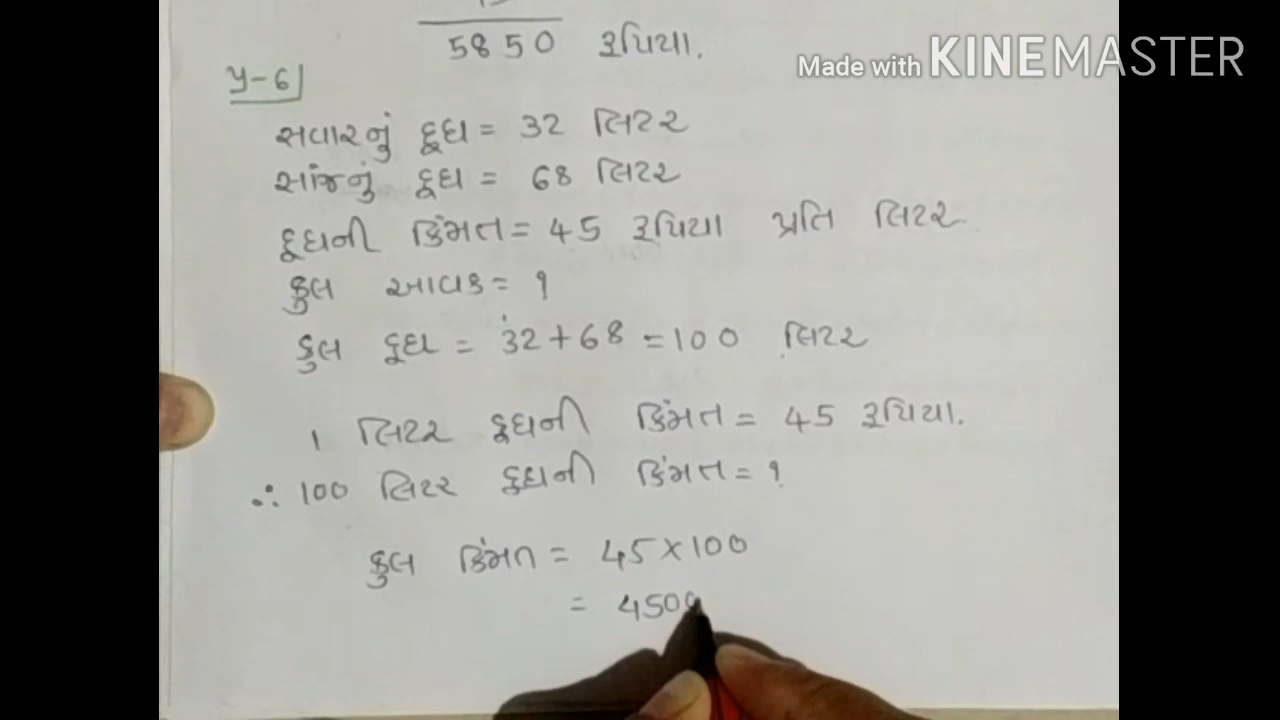 5850 રૂપિયા.
Made with KINEMASTER
પ્ર-6
સવારનું દૂધ = 32 લિટર
સાંજનું દૂધ = 68 લિટર
દૂધની કિંમત = 45 રૂપિયા પ્રતિ લિટર
કુલ આવક = ?
કુલ દૂધ = 32 + 68 = 100 લિટર
1 લિટર દૂધની કિંમત = 45 રૂપિયા.
∴ 100 લિટર દૂધની કિંમત = ?
કુલ કિંમત = 45 × 100
= 4500